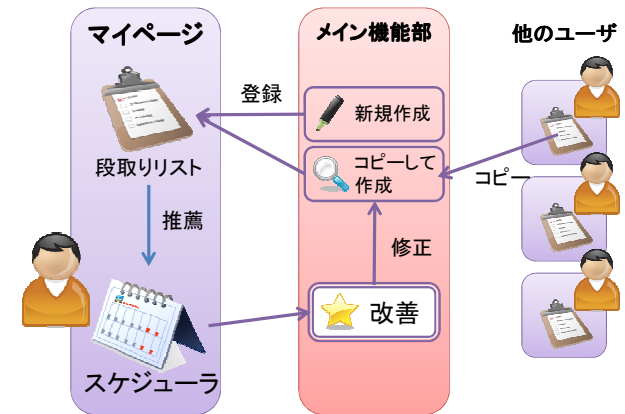 マイページ
メイン機能部
他のユーザ
登録
新規作成
コピーして
作成
コピー
段取りリスト
推薦
修正
改善
スケジューラ